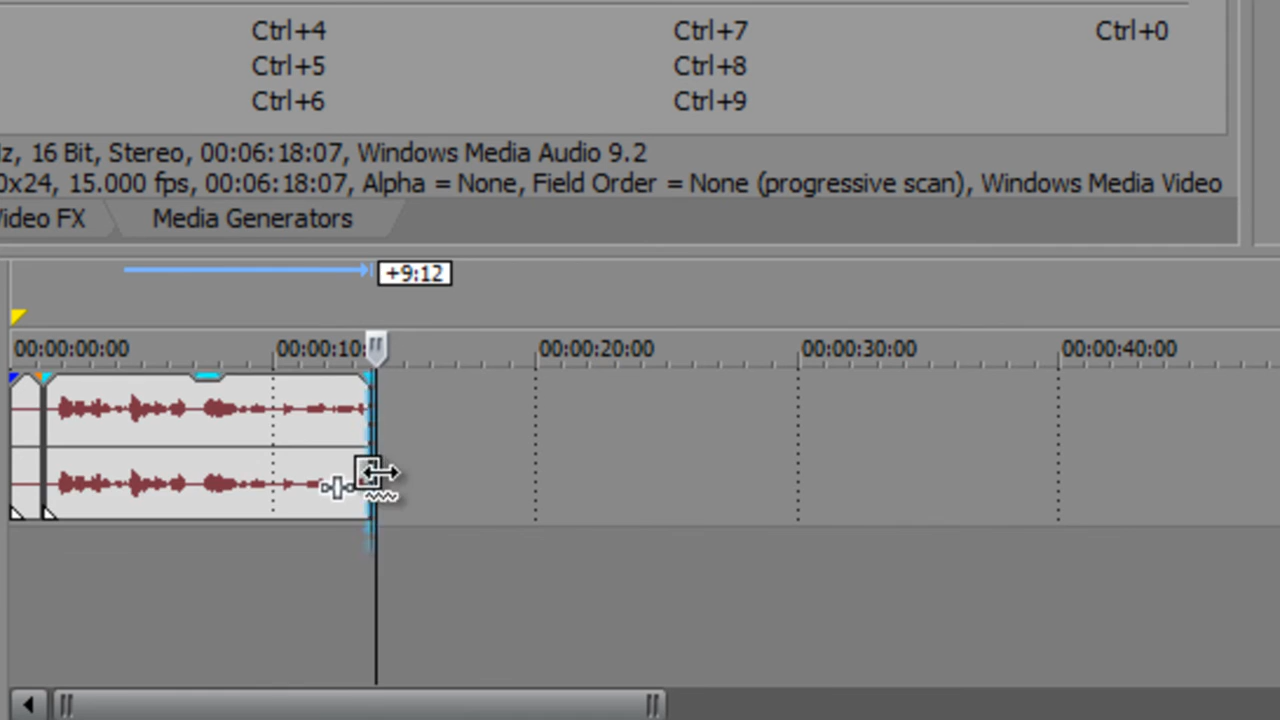 Ctrl+4 Ctrl+7 Ctrl+0
Ctrl+5 Ctrl+8
Ctrl+6 Ctrl+9
z, 16 Bit, Stereo, 00:06:18:07, Windows Media Audio 9.2
0x24, 15.000 fps, 00:06:18:07, Alpha = None, Field Order = None (progressive scan), Windows Media Video
Video FX Media Generators
+9:12
00:00:00:00 00:00:10: 00:00:20:00 00:00:30:00 00:00:40:00